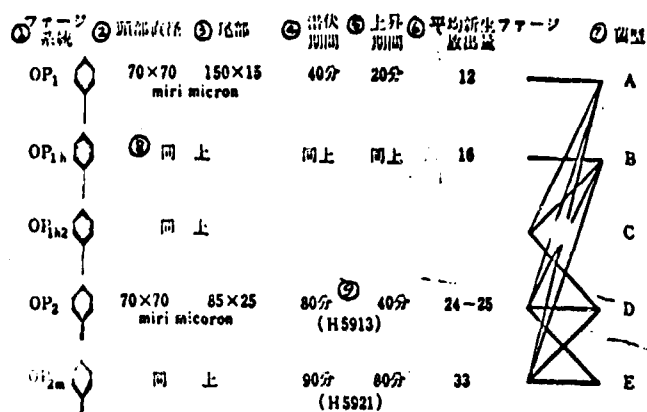 ① ファージ系統 ② 頭部直径 ③ 尾部 ④ 潜伏期間 ⑤ 上昇期間 ⑥ 平均新生ファージ放出量 ⑦ 菌型
OP₁ 70×70 150×15 40分 20分 12 A
miri micron
OP₁ₕ ⑧ 同上 同上 同上 16 B
OP₁ₕ₂ 同上 C
OP₂ 70×70 85×25 80分 ⑨ 40分 24~25 D
miri micoron (H5913)
OP₂ₘ 同上 90分 80分 33 E
(H5921)